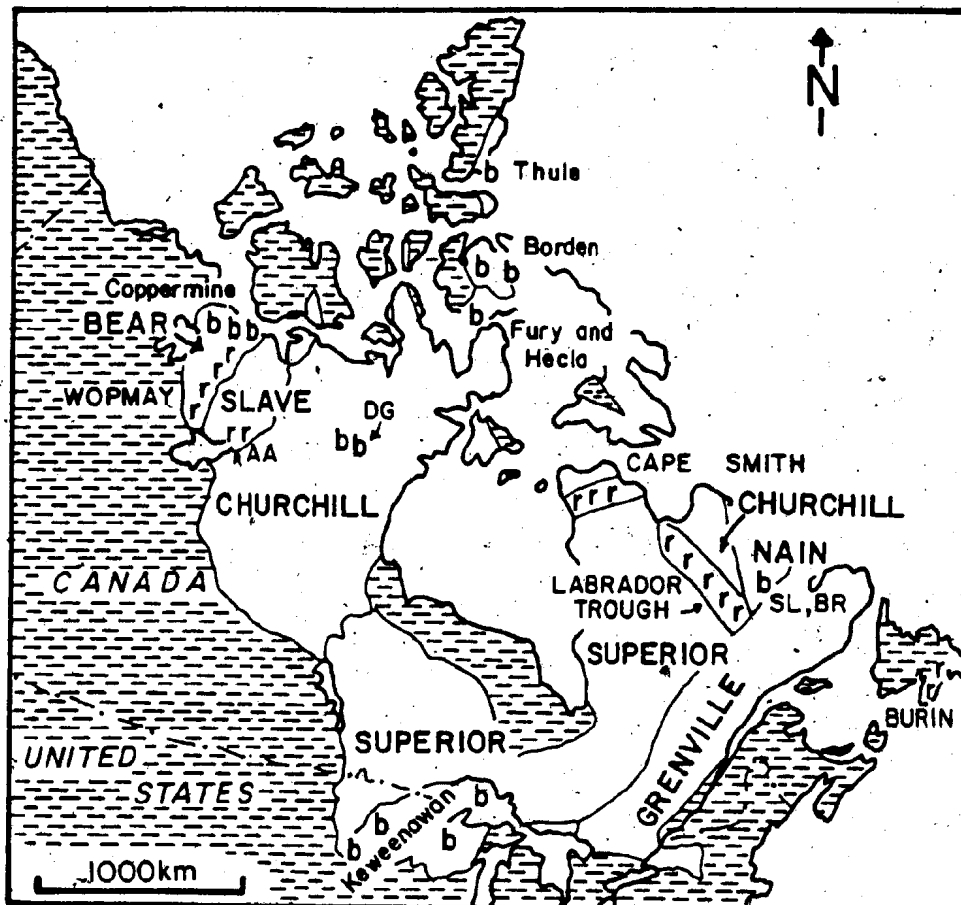 N
b Thule
Borden
b b
Coppermine
b
b b b
BEAR
Fury and
Hecla
r
r
WOPMAY
r
r
SLAVE
DG
b b
r r
xAA
CAPE SMITH
CHURCHILL
r r r
CHURCHILL
NAIN
r
b
CANADA
r
SL, BR
LABRADOR
TROUGH
r
r
r
SUPERIOR
r
r
BURIN
GRENVILLE
SUPERIOR
UNITED
STATES
b
b
Keweenawan
b
b
1000km